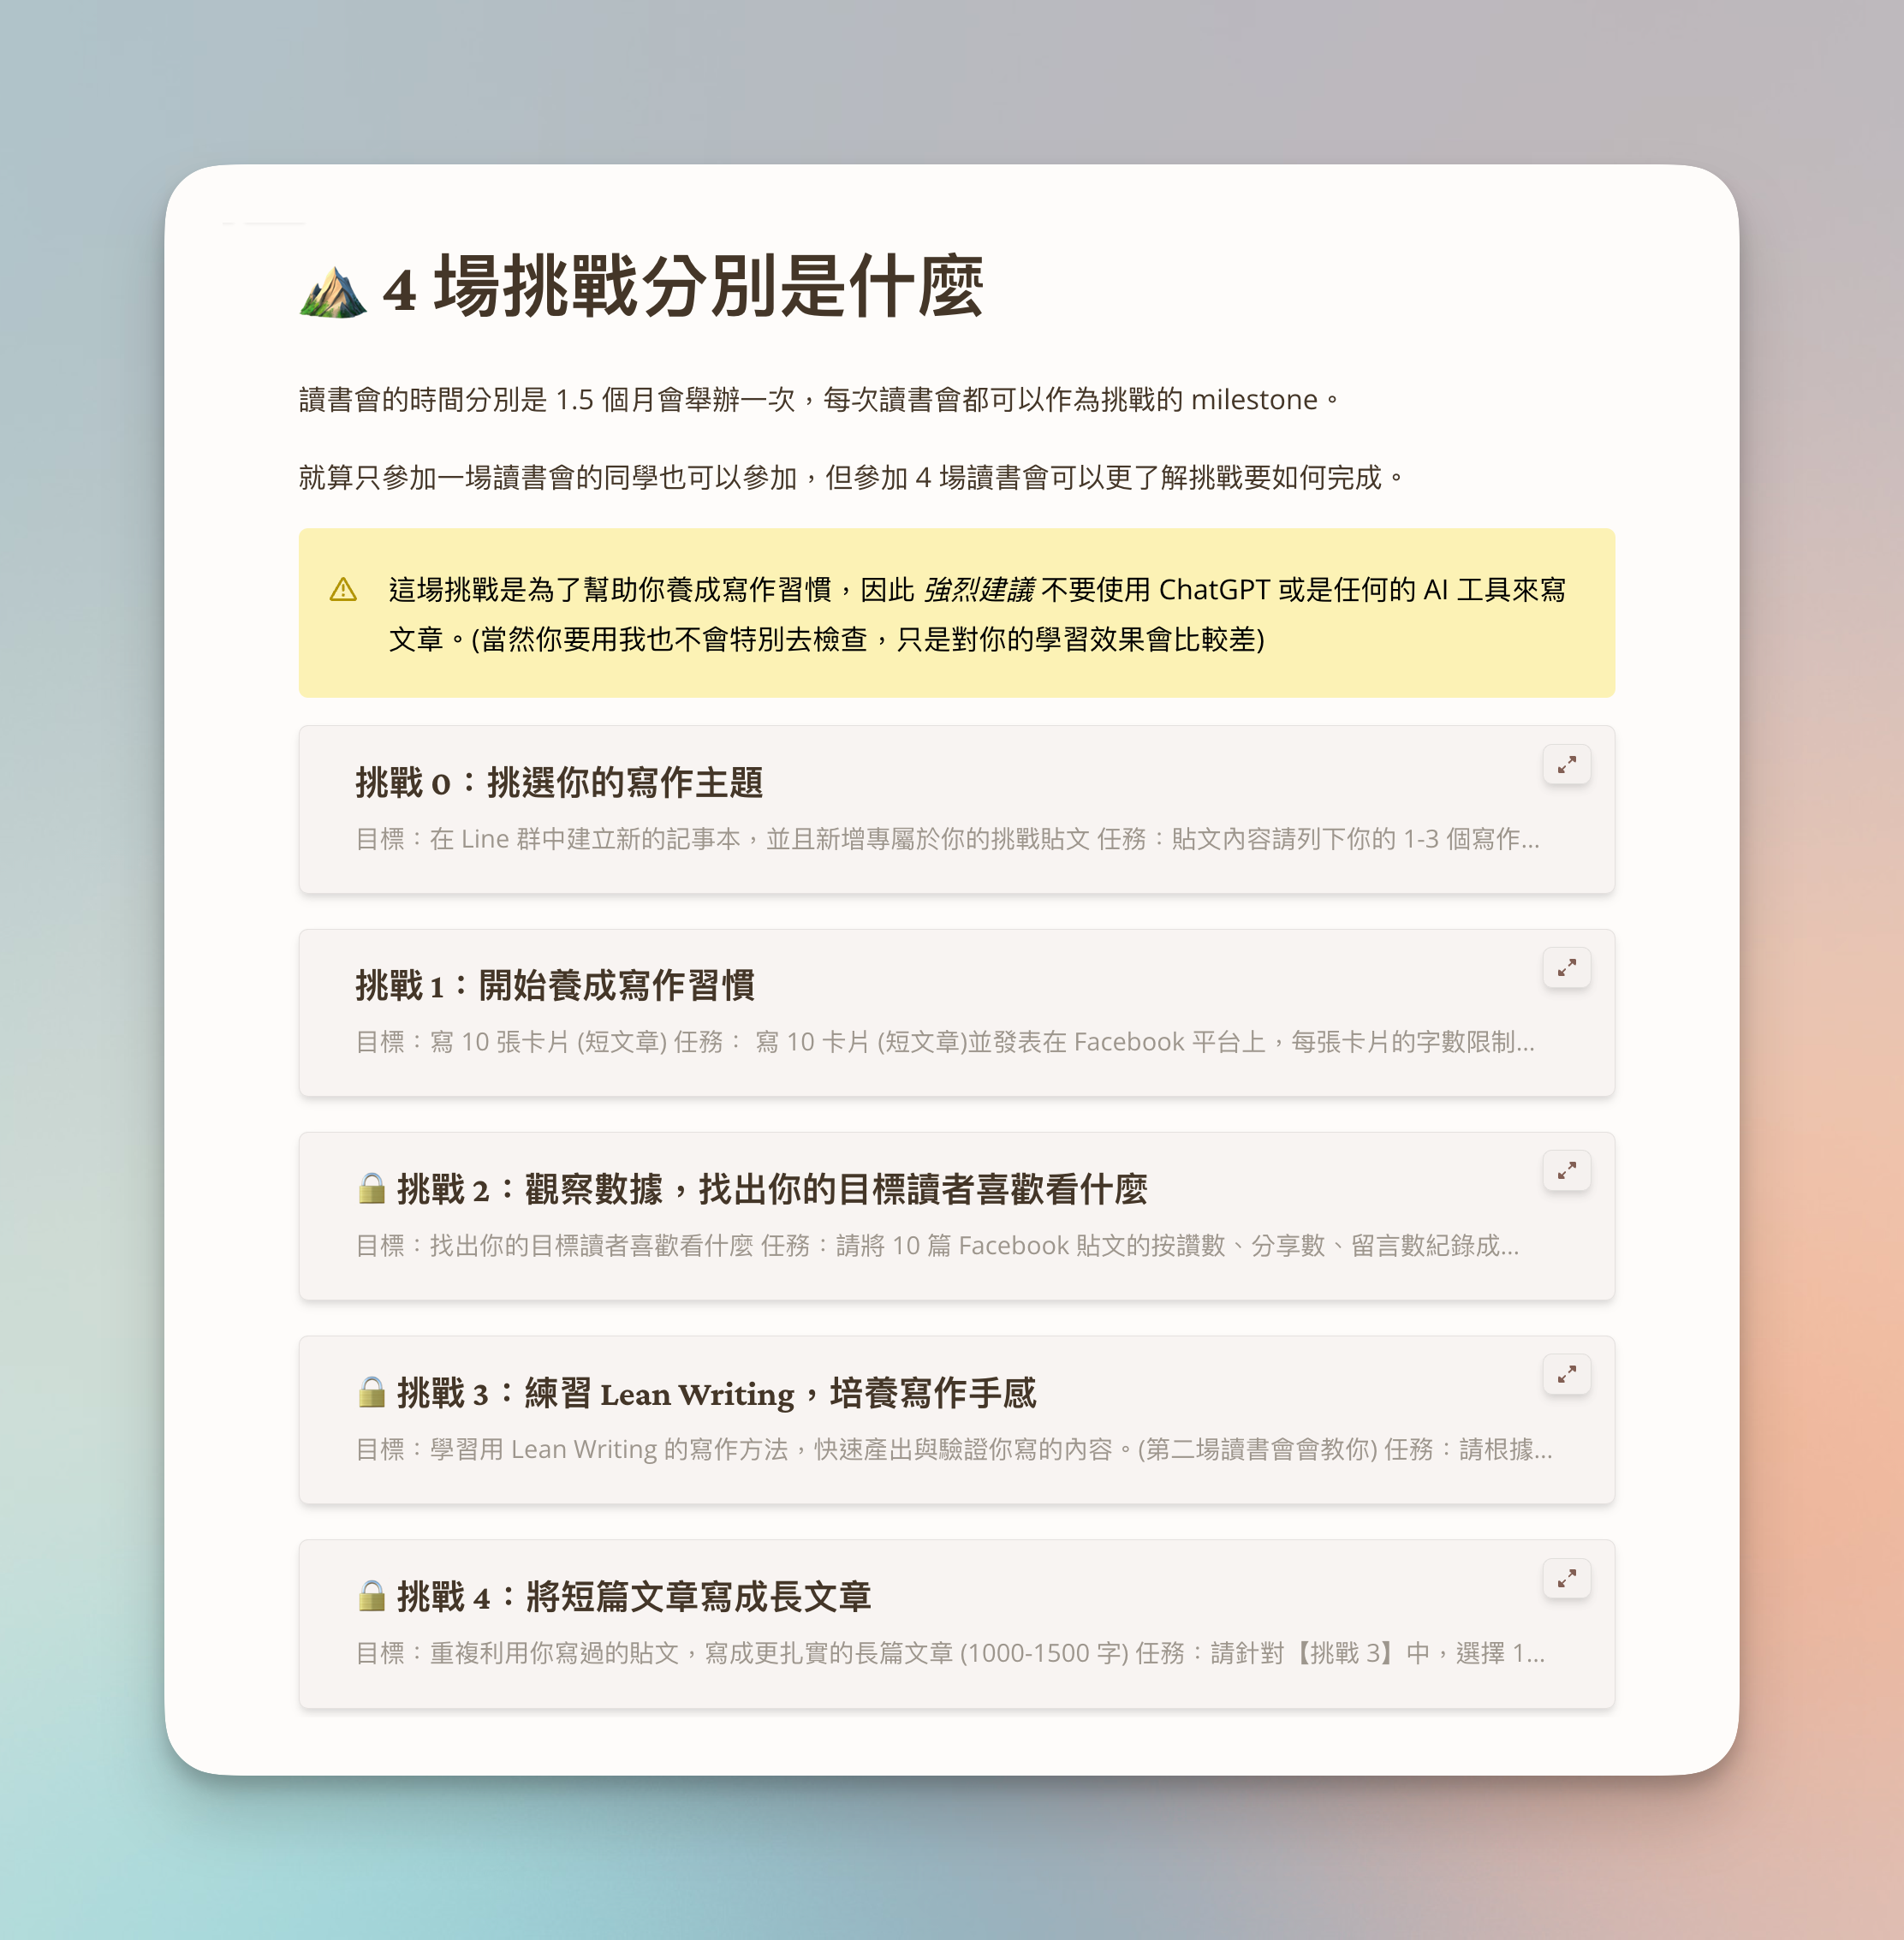 ⛰️ 4 場挑戰分別是什麼
讀書會的時間分別是 1.5 個月會舉辦一次，每次讀書會都可以作為挑戰的 milestone。
就算只參加一場讀書會的同學也可以參加，但參加 4 場讀書會可以更了解挑戰要如何完成。
這場挑戰是為了幫助你養成寫作習慣，因此 強烈建議 不要使用 ChatGPT 或是任何的 AI 工具來寫
文章。(當然你要用我也不會特別去檢查，只是對你的學習效果會比較差)
挑戰 0：挑選你的寫作主題
目標：在 Line 群中建立新的記事本，並且新增專屬於你的挑戰貼文 任務：貼文內容請列下你的 1-3 個寫作...
挑戰 1：開始養成寫作習慣
目標：寫 10 張卡片 (短文章) 任務： 寫 10 卡片 (短文章)並發表在 Facebook 平台上，每張卡片的字數限制...
🔒 挑戰 2：觀察數據，找出你的目標讀者喜歡看什麼
目標：找出你的目標讀者喜歡看什麼 任務：請將 10 篇 Facebook 貼文的按讚數、分享數、留言數紀錄成...
🔒 挑戰 3：練習 Lean Writing，培養寫作手感
目標：學習用 Lean Writing 的寫作方法，快速產出與驗證你寫的內容。(第二場讀書會會教你) 任務：請根據...
🔒 挑戰 4：將短篇文章寫成長文章
目標：重複利用你寫過的貼文，寫成更扎實的長篇文章 (1000-1500 字) 任務：請針對【挑戰 3】中，選擇 1...